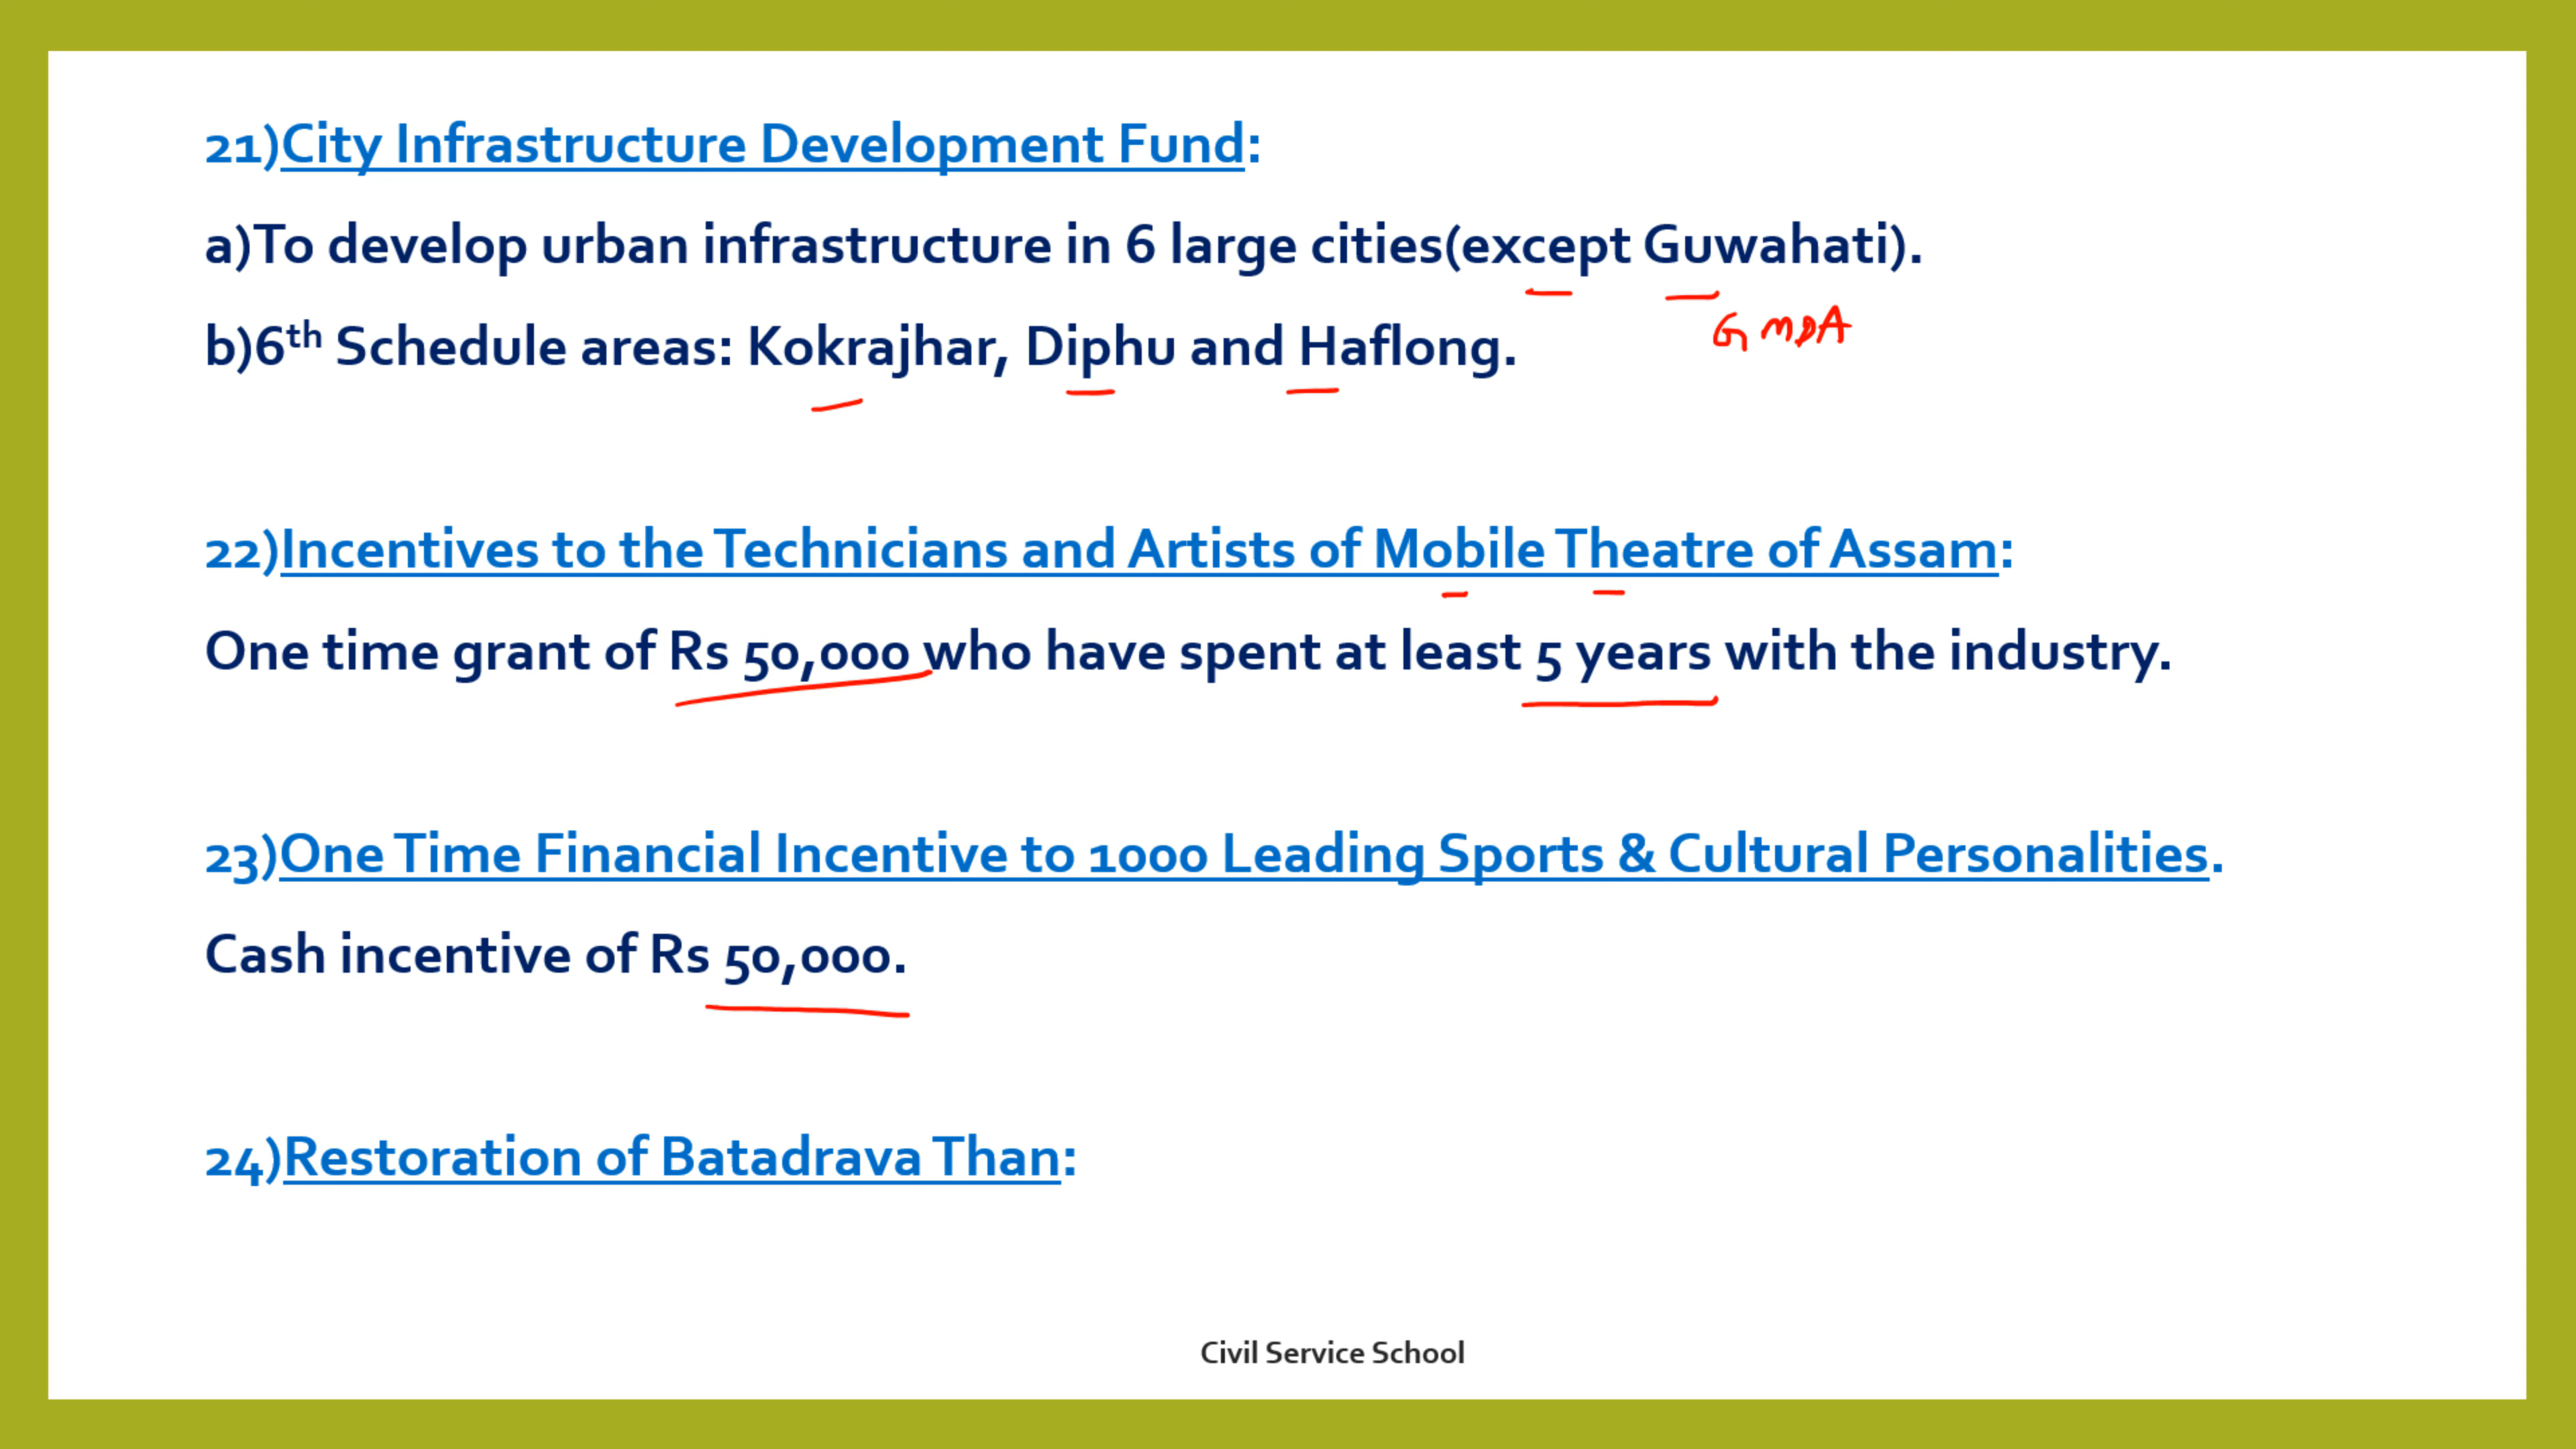 21)City Infrastructure Development Fund:
a)To develop urban infrastructure in 6 large cities(except Guwahati).
GMDA
b)6th Schedule areas: Kokrajhar, Diphu and Haflong.
22)Incentives to the Technicians and Artists of Mobile Theatre of Assam:
One time grant of Rs 50,000 who have spent at least 5 years with the industry.
23)One Time Financial Incentive to 1000 Leading Sports & Cultural Personalities.
Cash incentive of Rs 50,000.
24)Restoration of Batadrava Than:
Civil Service School